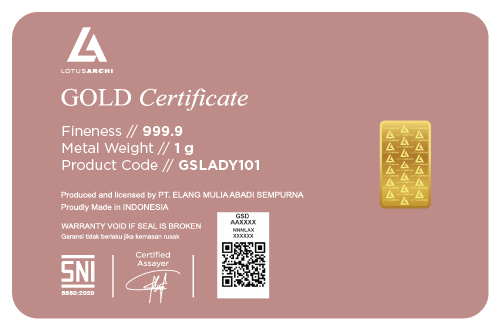 LOTUSARCHI
GOLD Certificate
Fineness // 999.9
Metal Weight // 1 g
Product Code // GSLADY101
Produced and licensed by PT. ELANG MULIA ABADI SEMPURNA
Proudly Made in INDONESIA
WARRANTY VOID IF SEAL IS BROKEN
Garansi tidak berlaku jika kemasan rusak
GSD
AAXXXX
NNNLAX
XXXXXX
SNI
8880:2020
Certified
Assayer